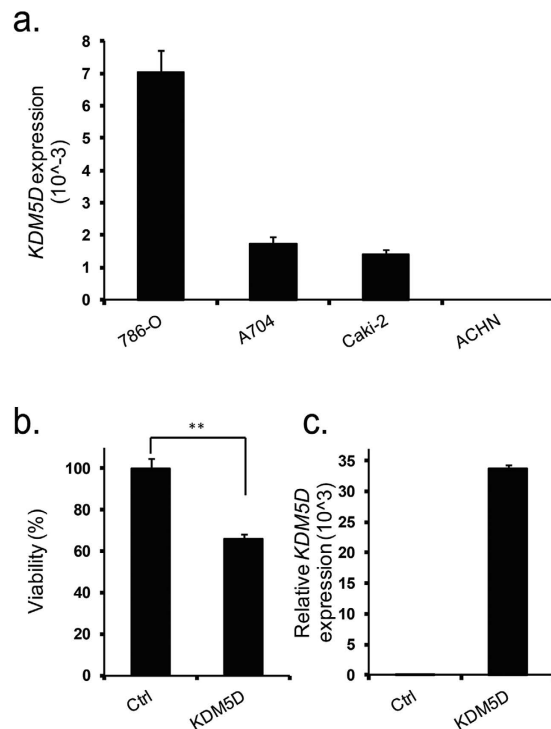 a.
KDM5D expression
(10^-3)
8
7
6
5
4
3
2
1
0
786-O
A704
Caki-2
ACHN
b.
**
Viability (%)
100
80
60
40
20
0
Ctrl
KDM5D
c.
Relative KDM5D
expression (10^3)
35
30
25
20
15
10
5
0
Ctrl
KDM5D